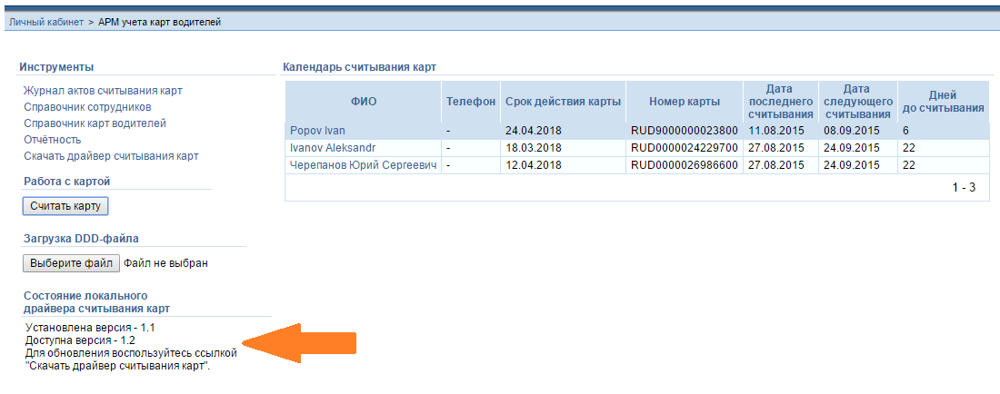 Личный кабинет > АРМ учета карт водителей
Инструменты
Журнал актов считывания карт
Справочник сотрудников
Справочник карт водителей
Отчётность
Скачать драйвер считывания карт
Работа с картой
Считать карту
Загрузка DDD-файла
Выберите файл Файл не выбран
Состояние локального
драйвера считывания карт
Установлена версия - 1.1
Доступна версия - 1.2
Для обновления воспользуйтесь ссылкой
"Скачать драйвер считывания карт".
Календарь считывания карт
ФИО Телефон Срок действия карты Номер карты Дата последнего считывания Дата следующего считывания Дней до считывания
Popov Ivan - 24.04.2018 RUD9000000023800 11.08.2015 08.09.2015 6
Ivanov Aleksandr - 18.03.2018 RUD0000024229700 27.08.2015 24.09.2015 22
Черепанов Юрий Сергеевич - 12.04.2018 RUD0000026986600 27.08.2015 24.09.2015 22
1 - 3